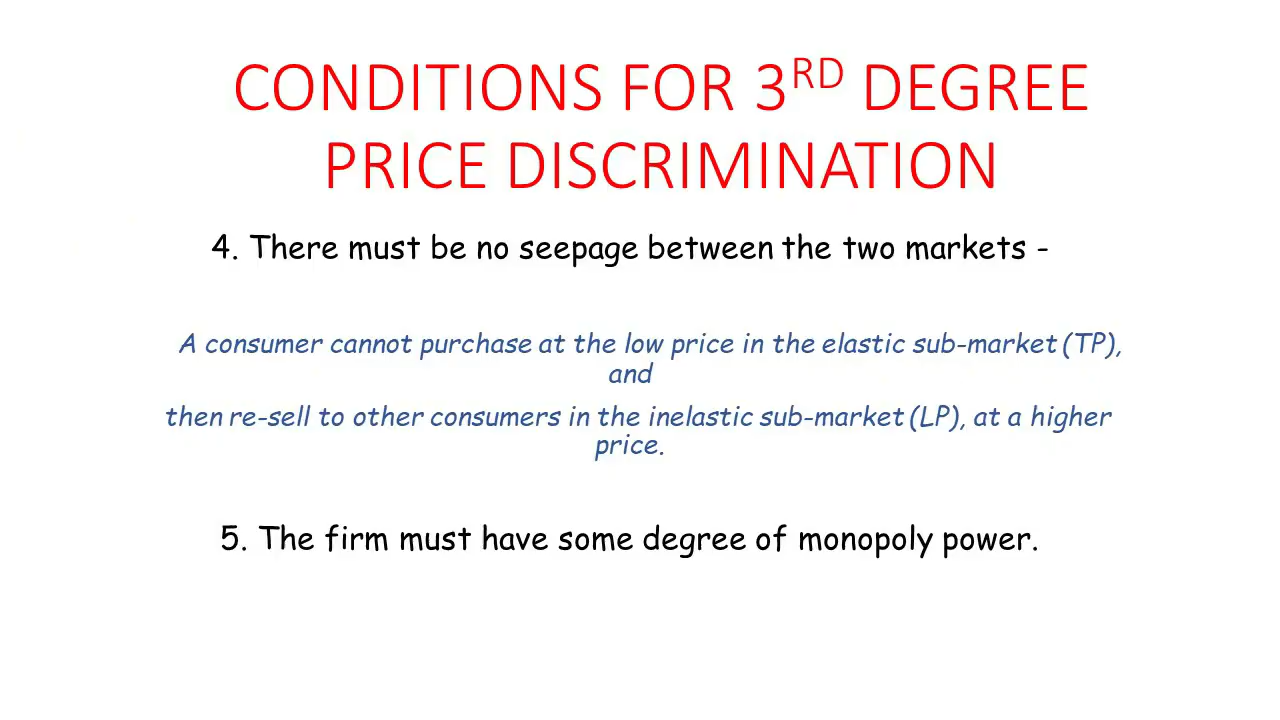 CONDITIONS FOR 3RD DEGREE
PRICE DISCRIMINATION
4. There must be no seepage between the two markets -
A consumer cannot purchase at the low price in the elastic sub-market (TP),
and
then re-sell to other consumers in the inelastic sub-market (LP), at a higher
price.
5. The firm must have some degree of monopoly power.